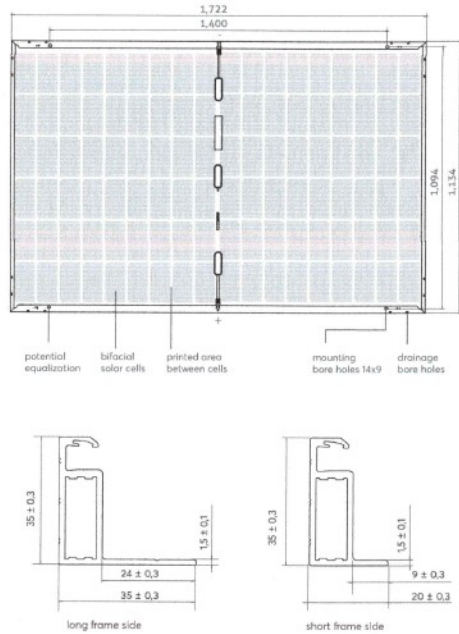 1,722
1,400
1,094
1,134
+
potential
equalization
bifacial
solar cells
printed area
between cells
mounting
bore holes 14x9
drainage
bore holes
35 ± 0,3
1,5 ± 0,1
24 ± 0,3
35 ± 0,3
long frame side
35 ± 0,3
1,5 ± 0,1
9 ± 0,3
20 ± 0,3
short frame side